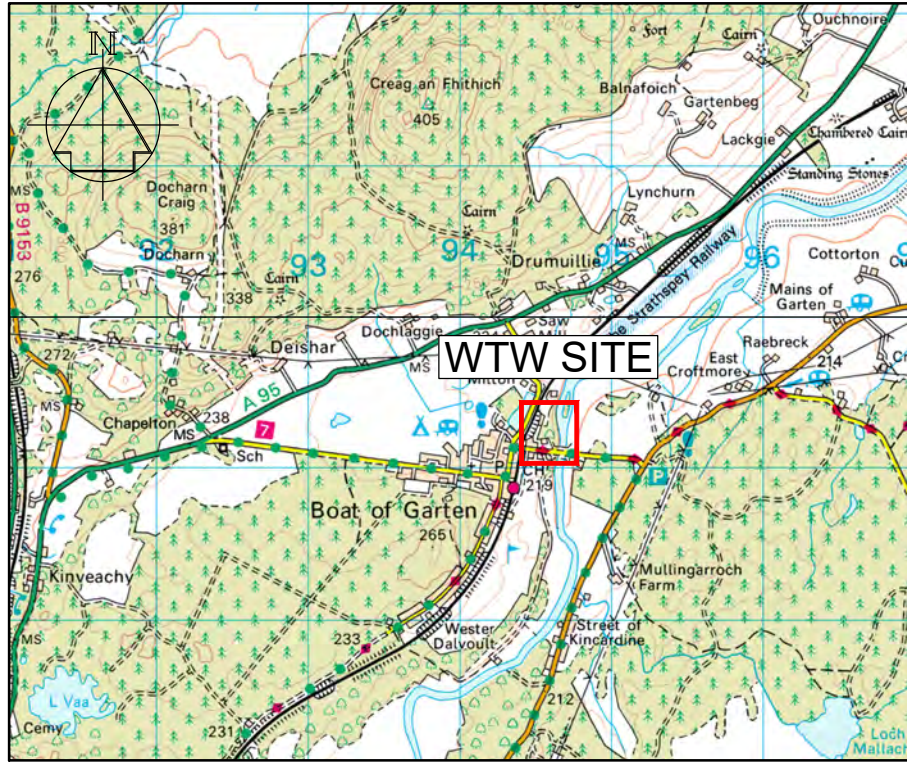 N
Ouchnoire
Fort
Cairn
Creag an Fhithich
405
Balnafoich
Gartenbeg
Lackgie
Chambered Cairn
Standing Stones
MS
B 9153
276
Docharn
Craig
381
Docharn
92
93
94
95
96
Cairn
Cairn
338
Lynchurn
MS
Drumuillie
The Strathspey Railway
Cottorton
Mains of
Garten
Raebreck
214
East
Croftmore
272
Deishar
Dochlaggie
Saw
MS
WTW SITE
Milton
MS
Chapelton
238
A 95
MS
7
Sch
P
CH
219
P
Boat of Garten
265
Kinveachy
Mullingarroch
Farm
MS
Wester
Dalvoult
Street of
Kincardine
233
212
L Vaa
Cemy
231
Loch
Mallach